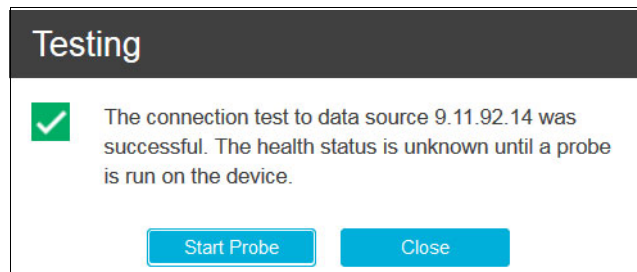 Testing
The connection test to data source 9.11.92.14 was
successful. The health status is unknown until a probe
is run on the device.
Start Probe
Close